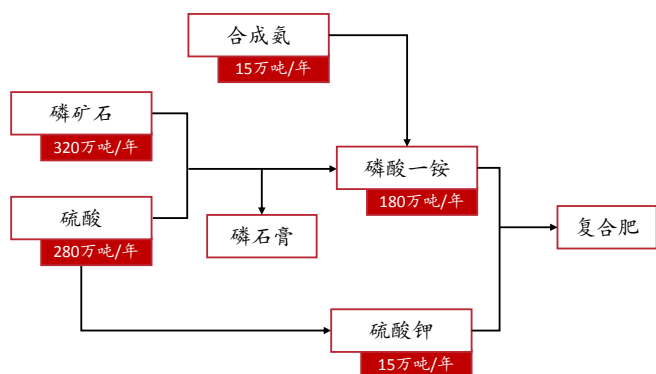 合成氨
15万吨/年
磷矿石
320万吨/年
磷酸一铵
180万吨/年
硫酸
280万吨/年
磷石膏
复合肥
硫酸钾
15万吨/年